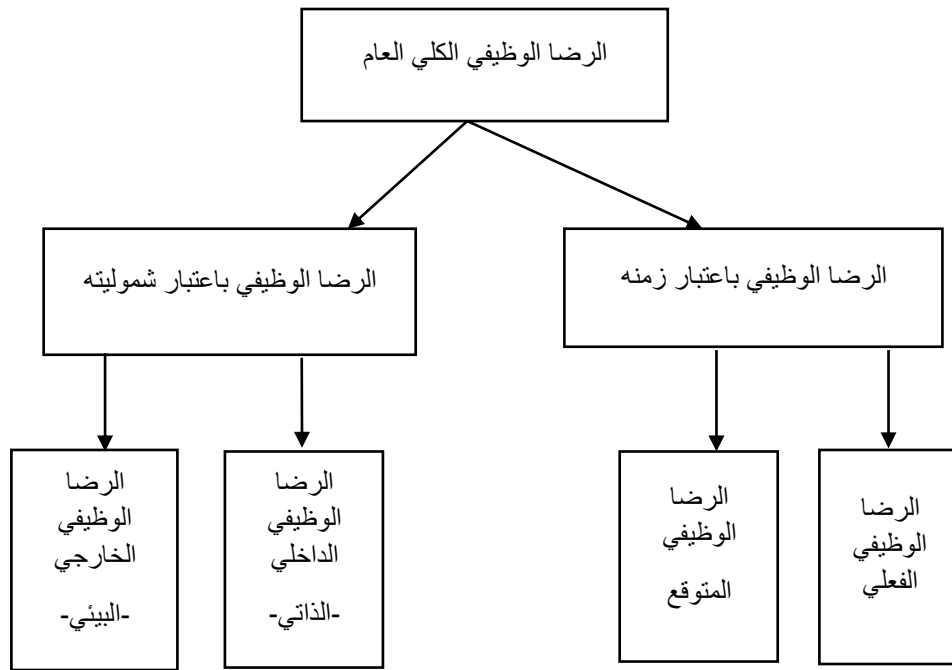 الرضا الوظيفي الكلي العام
الرضا الوظيفي باعتبار زمنه
الرضا الوظيفي باعتبار شموليته
الرضا
الوظيفي
الفعلي
الرضا
الوظيفي
المتوقع
الرضا
الوظيفي
الداخلي
-الذاتي-
الرضا
الوظيفي
الخارجي
-البيئي-